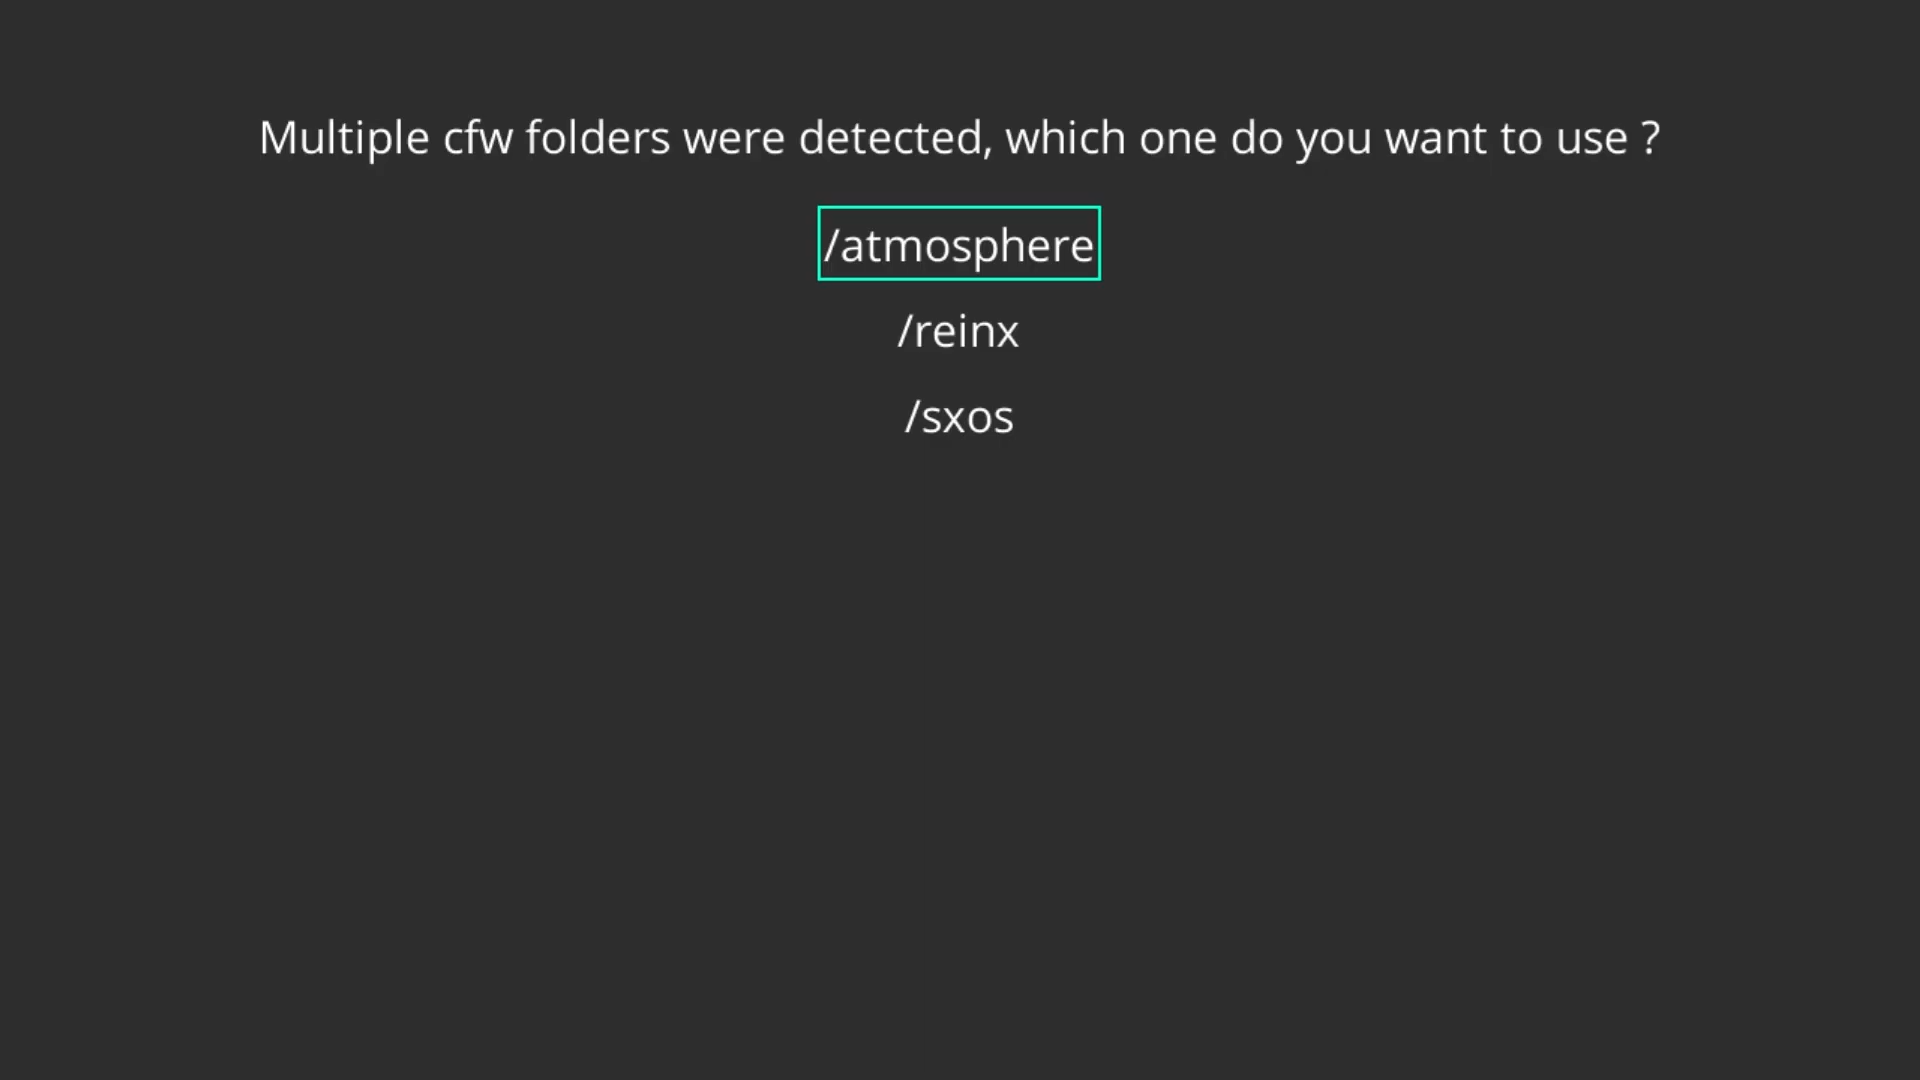 Multiple cfw folders were detected, which one do you want to use ?
/atmosphere
/reinx
/sxos